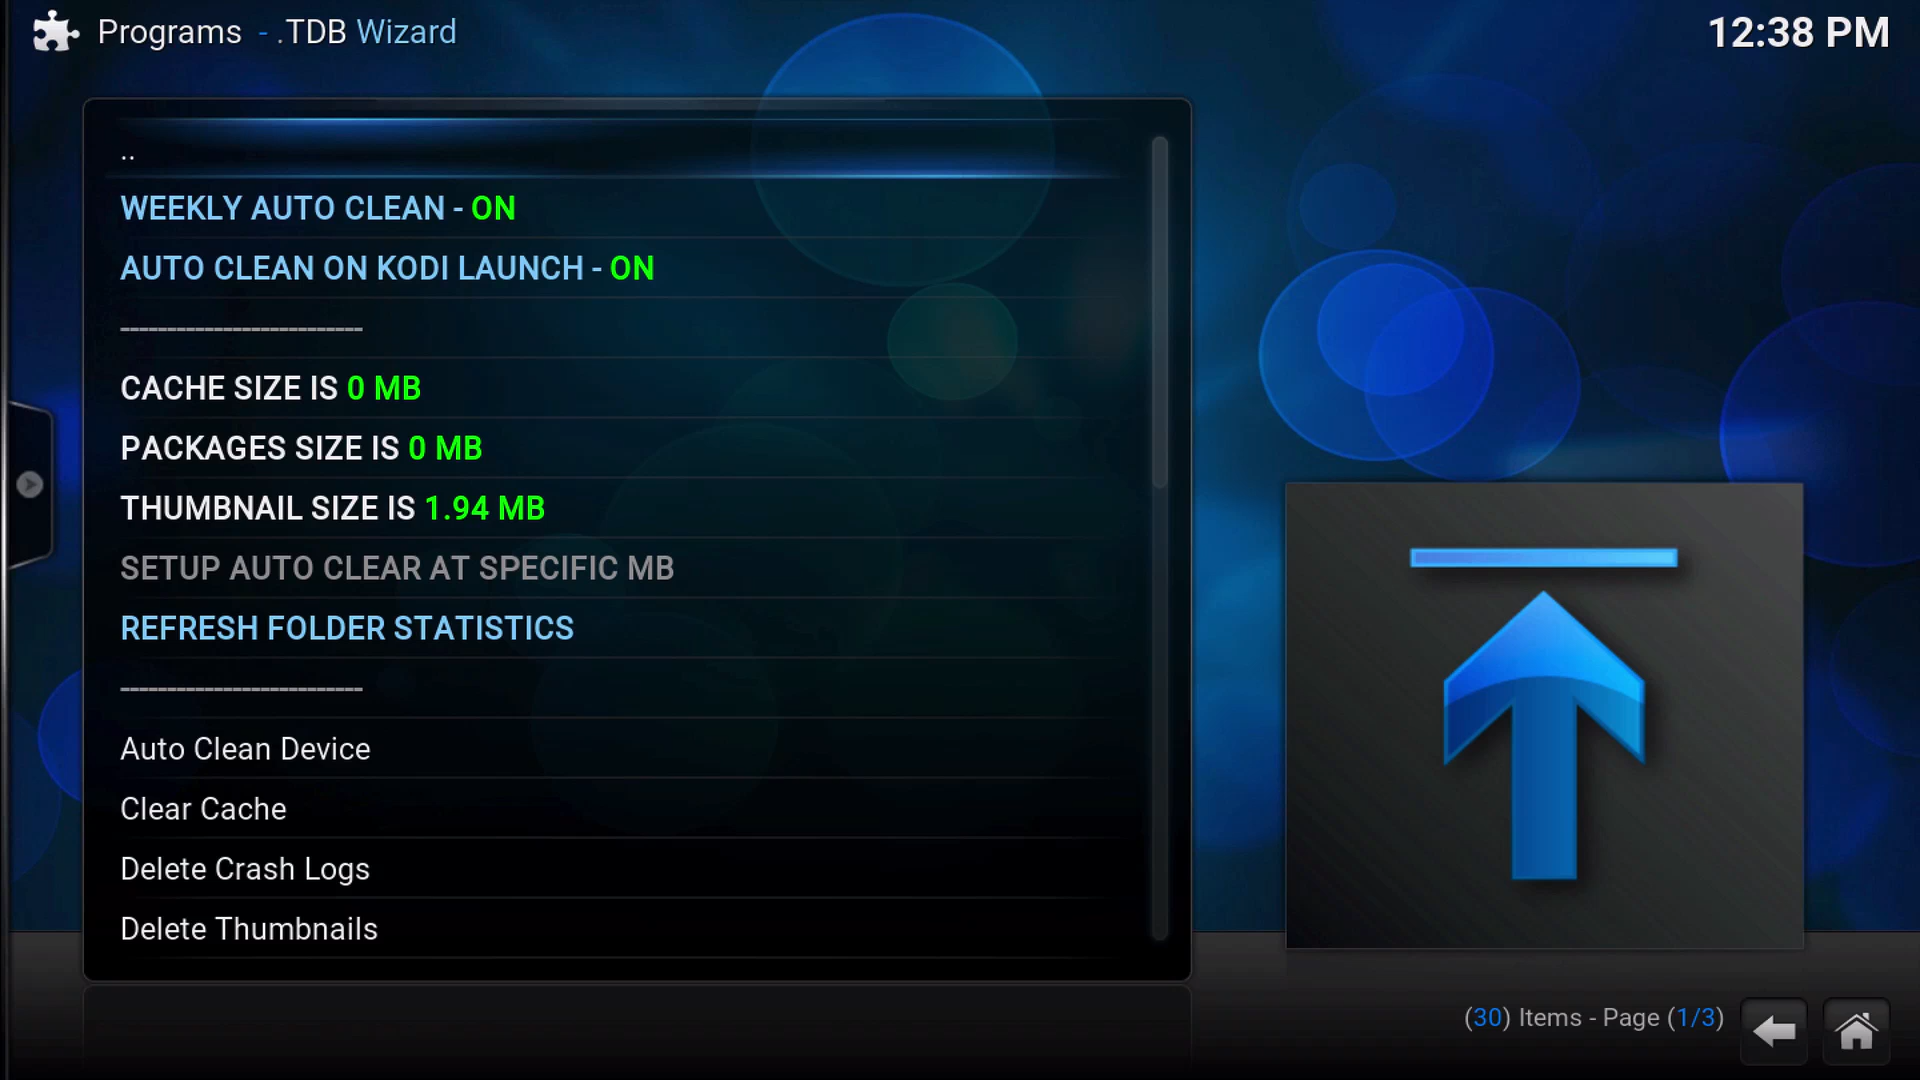 Programs - .TDB Wizard
12:38 PM
..
WEEKLY AUTO CLEAN - ON
AUTO CLEAN ON KODI LAUNCH - ON
--------------------------
CACHE SIZE IS 0 MB
PACKAGES SIZE IS 0 MB
THUMBNAIL SIZE IS 1.94 MB
SETUP AUTO CLEAR AT SPECIFIC MB
REFRESH FOLDER STATISTICS
--------------------------
Auto Clean Device
Clear Cache
Delete Crash Logs
Delete Thumbnails
(30) Items - Page (1/3)